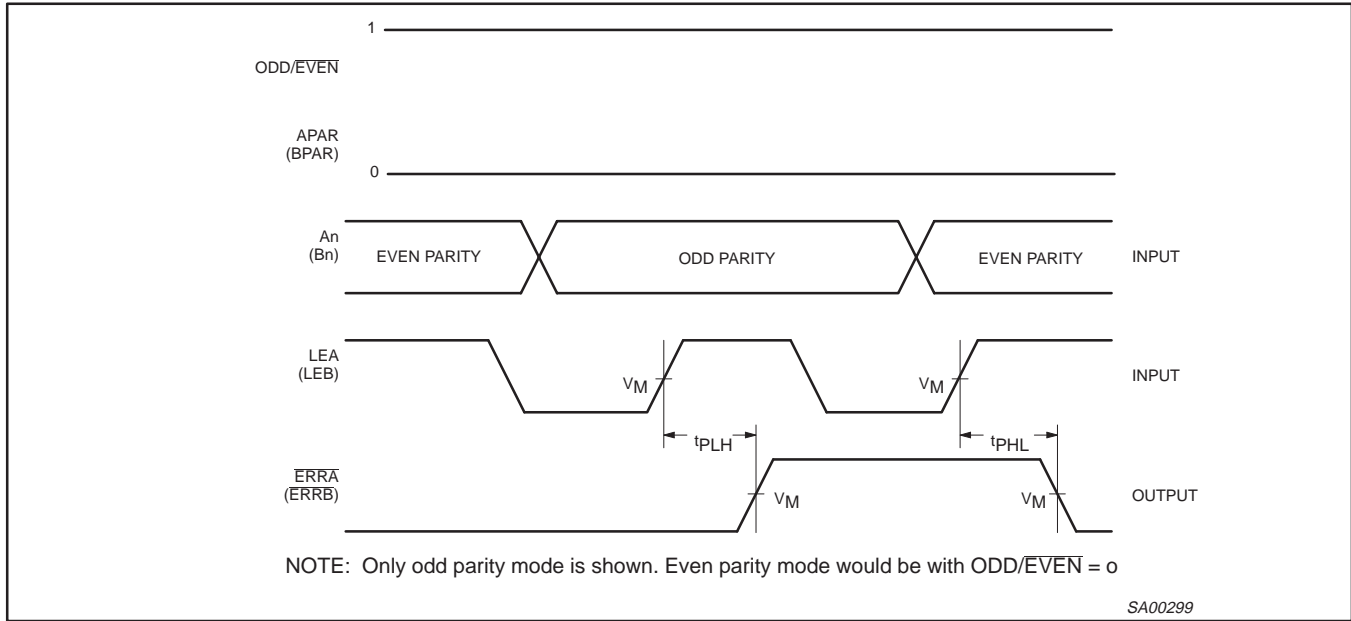 1
ODD/EVEN
APAR
(BPAR)
0
An
(Bn)
EVEN PARITY
ODD PARITY
EVEN PARITY
INPUT
LEA
(LEB)
VM
VM
INPUT
tPLH
tPHL
ERRA
(ERRB)
VM
VM
OUTPUT
NOTE: Only odd parity mode is shown. Even parity mode would be with ODD/EVEN = o
SA00299